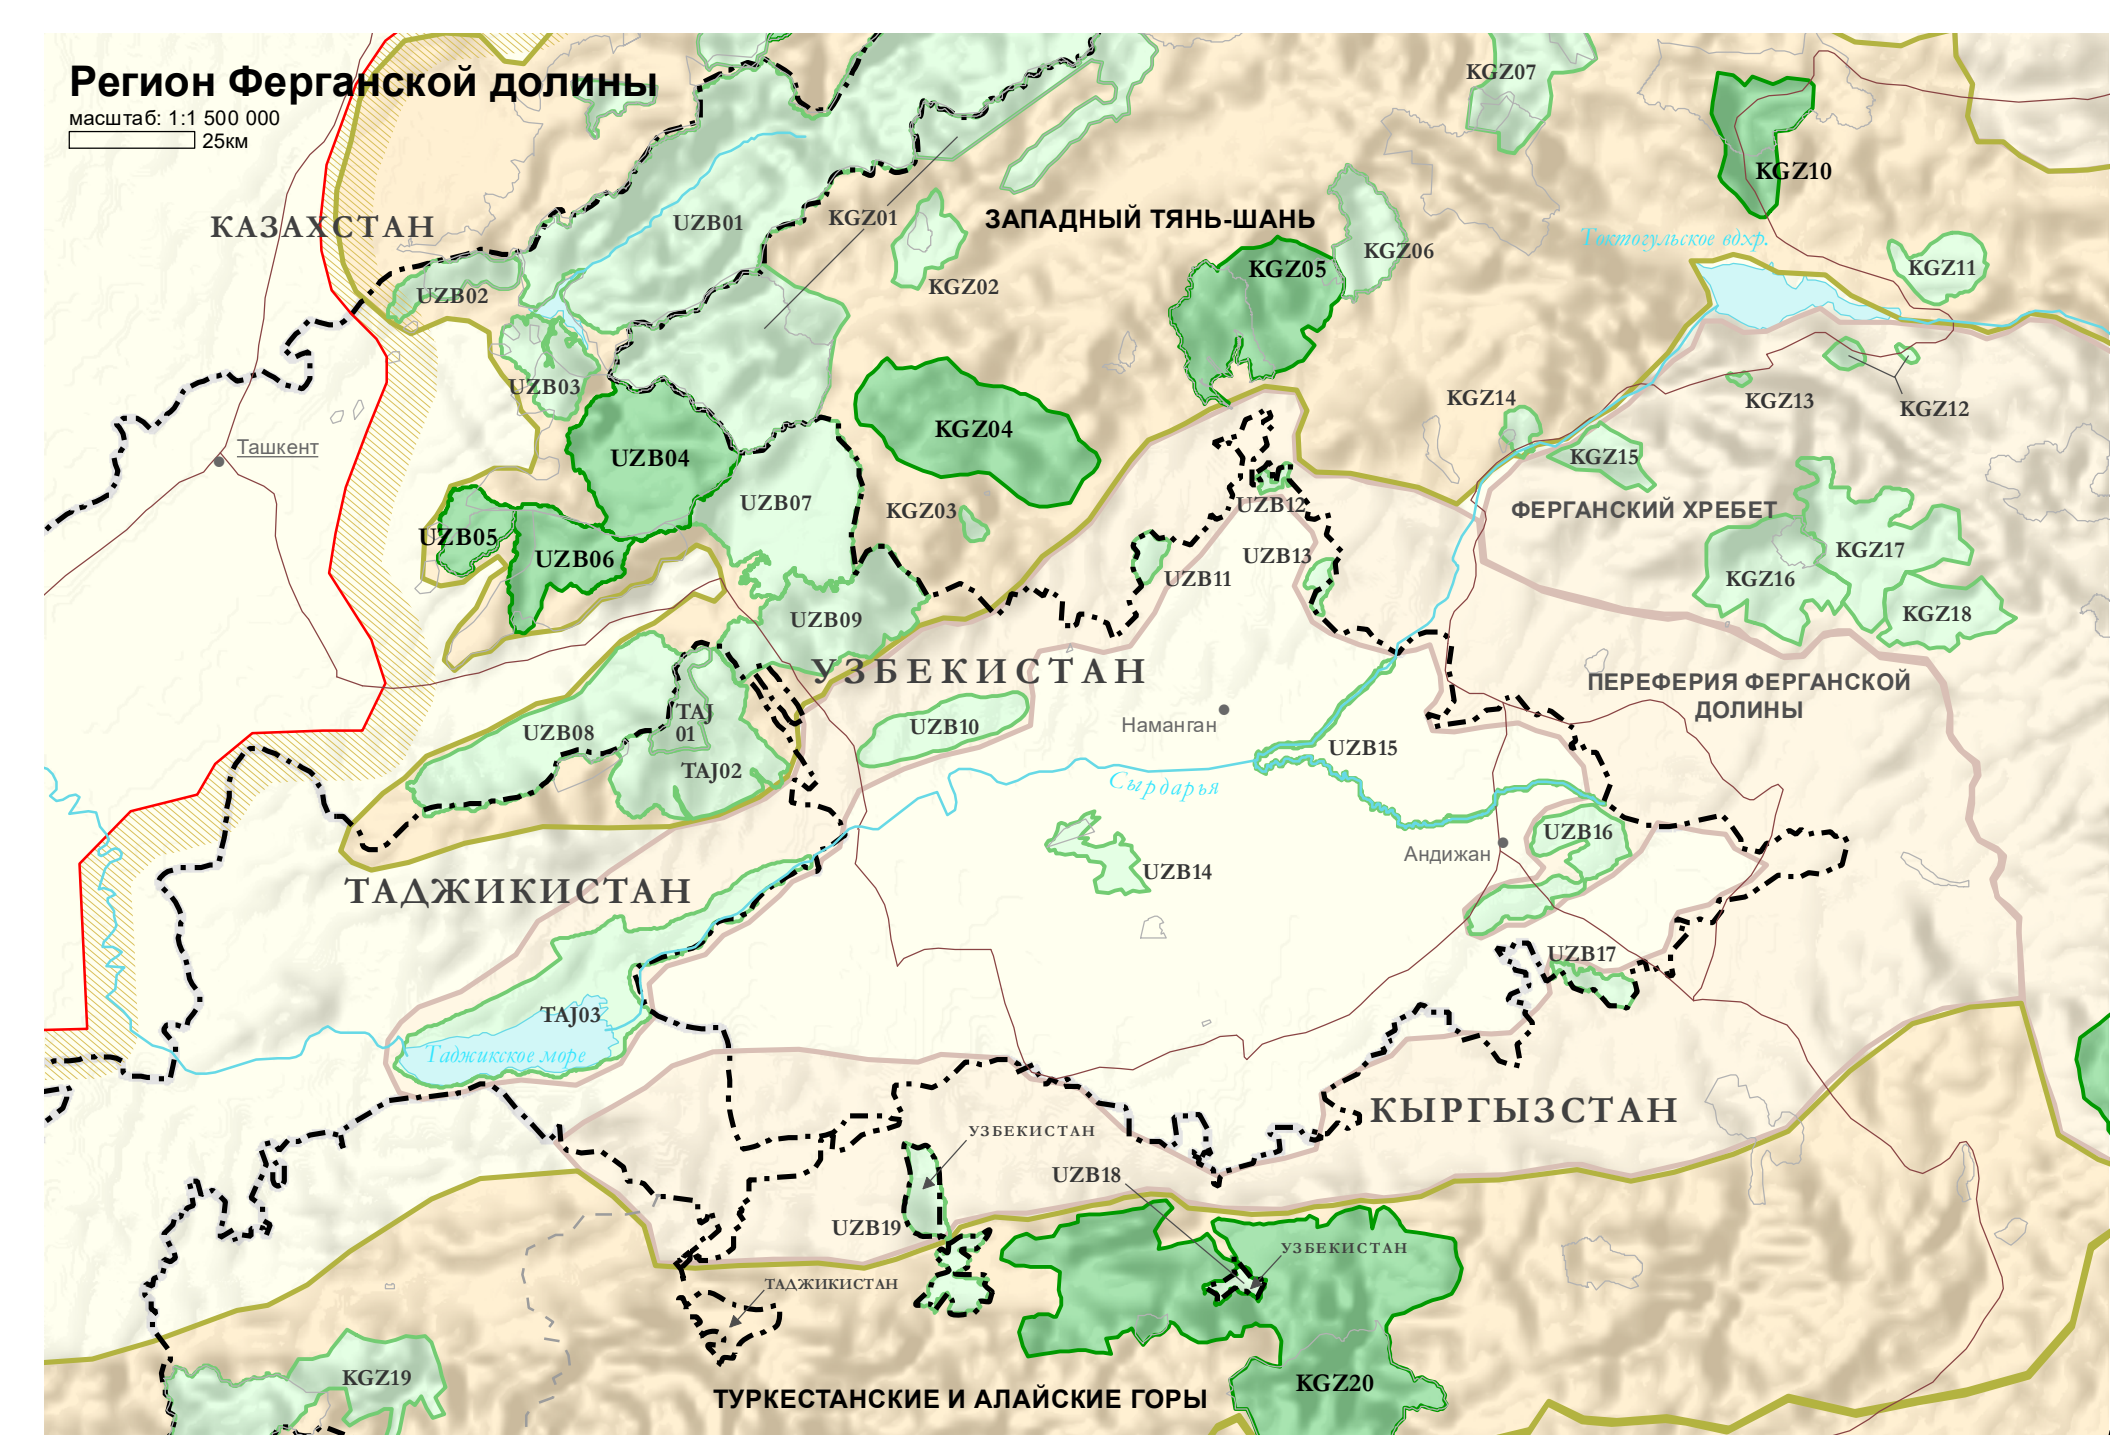 Регион Ферганской долины
масштаб: 1:1 500 000
25км
KGZ07
KGZ10
КАЗАХСТАН
UZB01
KGZ01
ЗАПАДНЫЙ ТЯНЬ-ШАНЬ
KGZ02
KGZ05
KGZ06
Токтогульское вдхр.
KGZ11
UZB02
UZB03
KGZ14
KGZ13
KGZ12
Ташкент
UZB04
KGZ04
KGZ15
UZB07
KGZ03
UZB12
ФЕРГАНСКИЙ ХРЕБЕТ
UZB05
UZB06
UZB11
UZB13
KGZ17
KGZ16
KGZ18
UZB09
УЗБЕКИСТАН
ПЕРЕФЕРИЯ ФЕРГАНСКОЙ
ДОЛИНЫ
TAJ
01
UZB08
UZB10
Наманган
UZB15
TAJ02
Сырдарья
UZB16
Андижан
UZB14
ТАДЖИКИСТАН
UZB17
TAJ03
Таджикское море
КЫРГЫЗСТАН
УЗБЕКИСТАН
UZB18
UZB19
УЗБЕКИСТАН
ТАДЖИКИСТАН
KGZ19
KGZ20
ТУРКЕСТАНСКИЕ И АЛАЙСКИЕ ГОРЫ